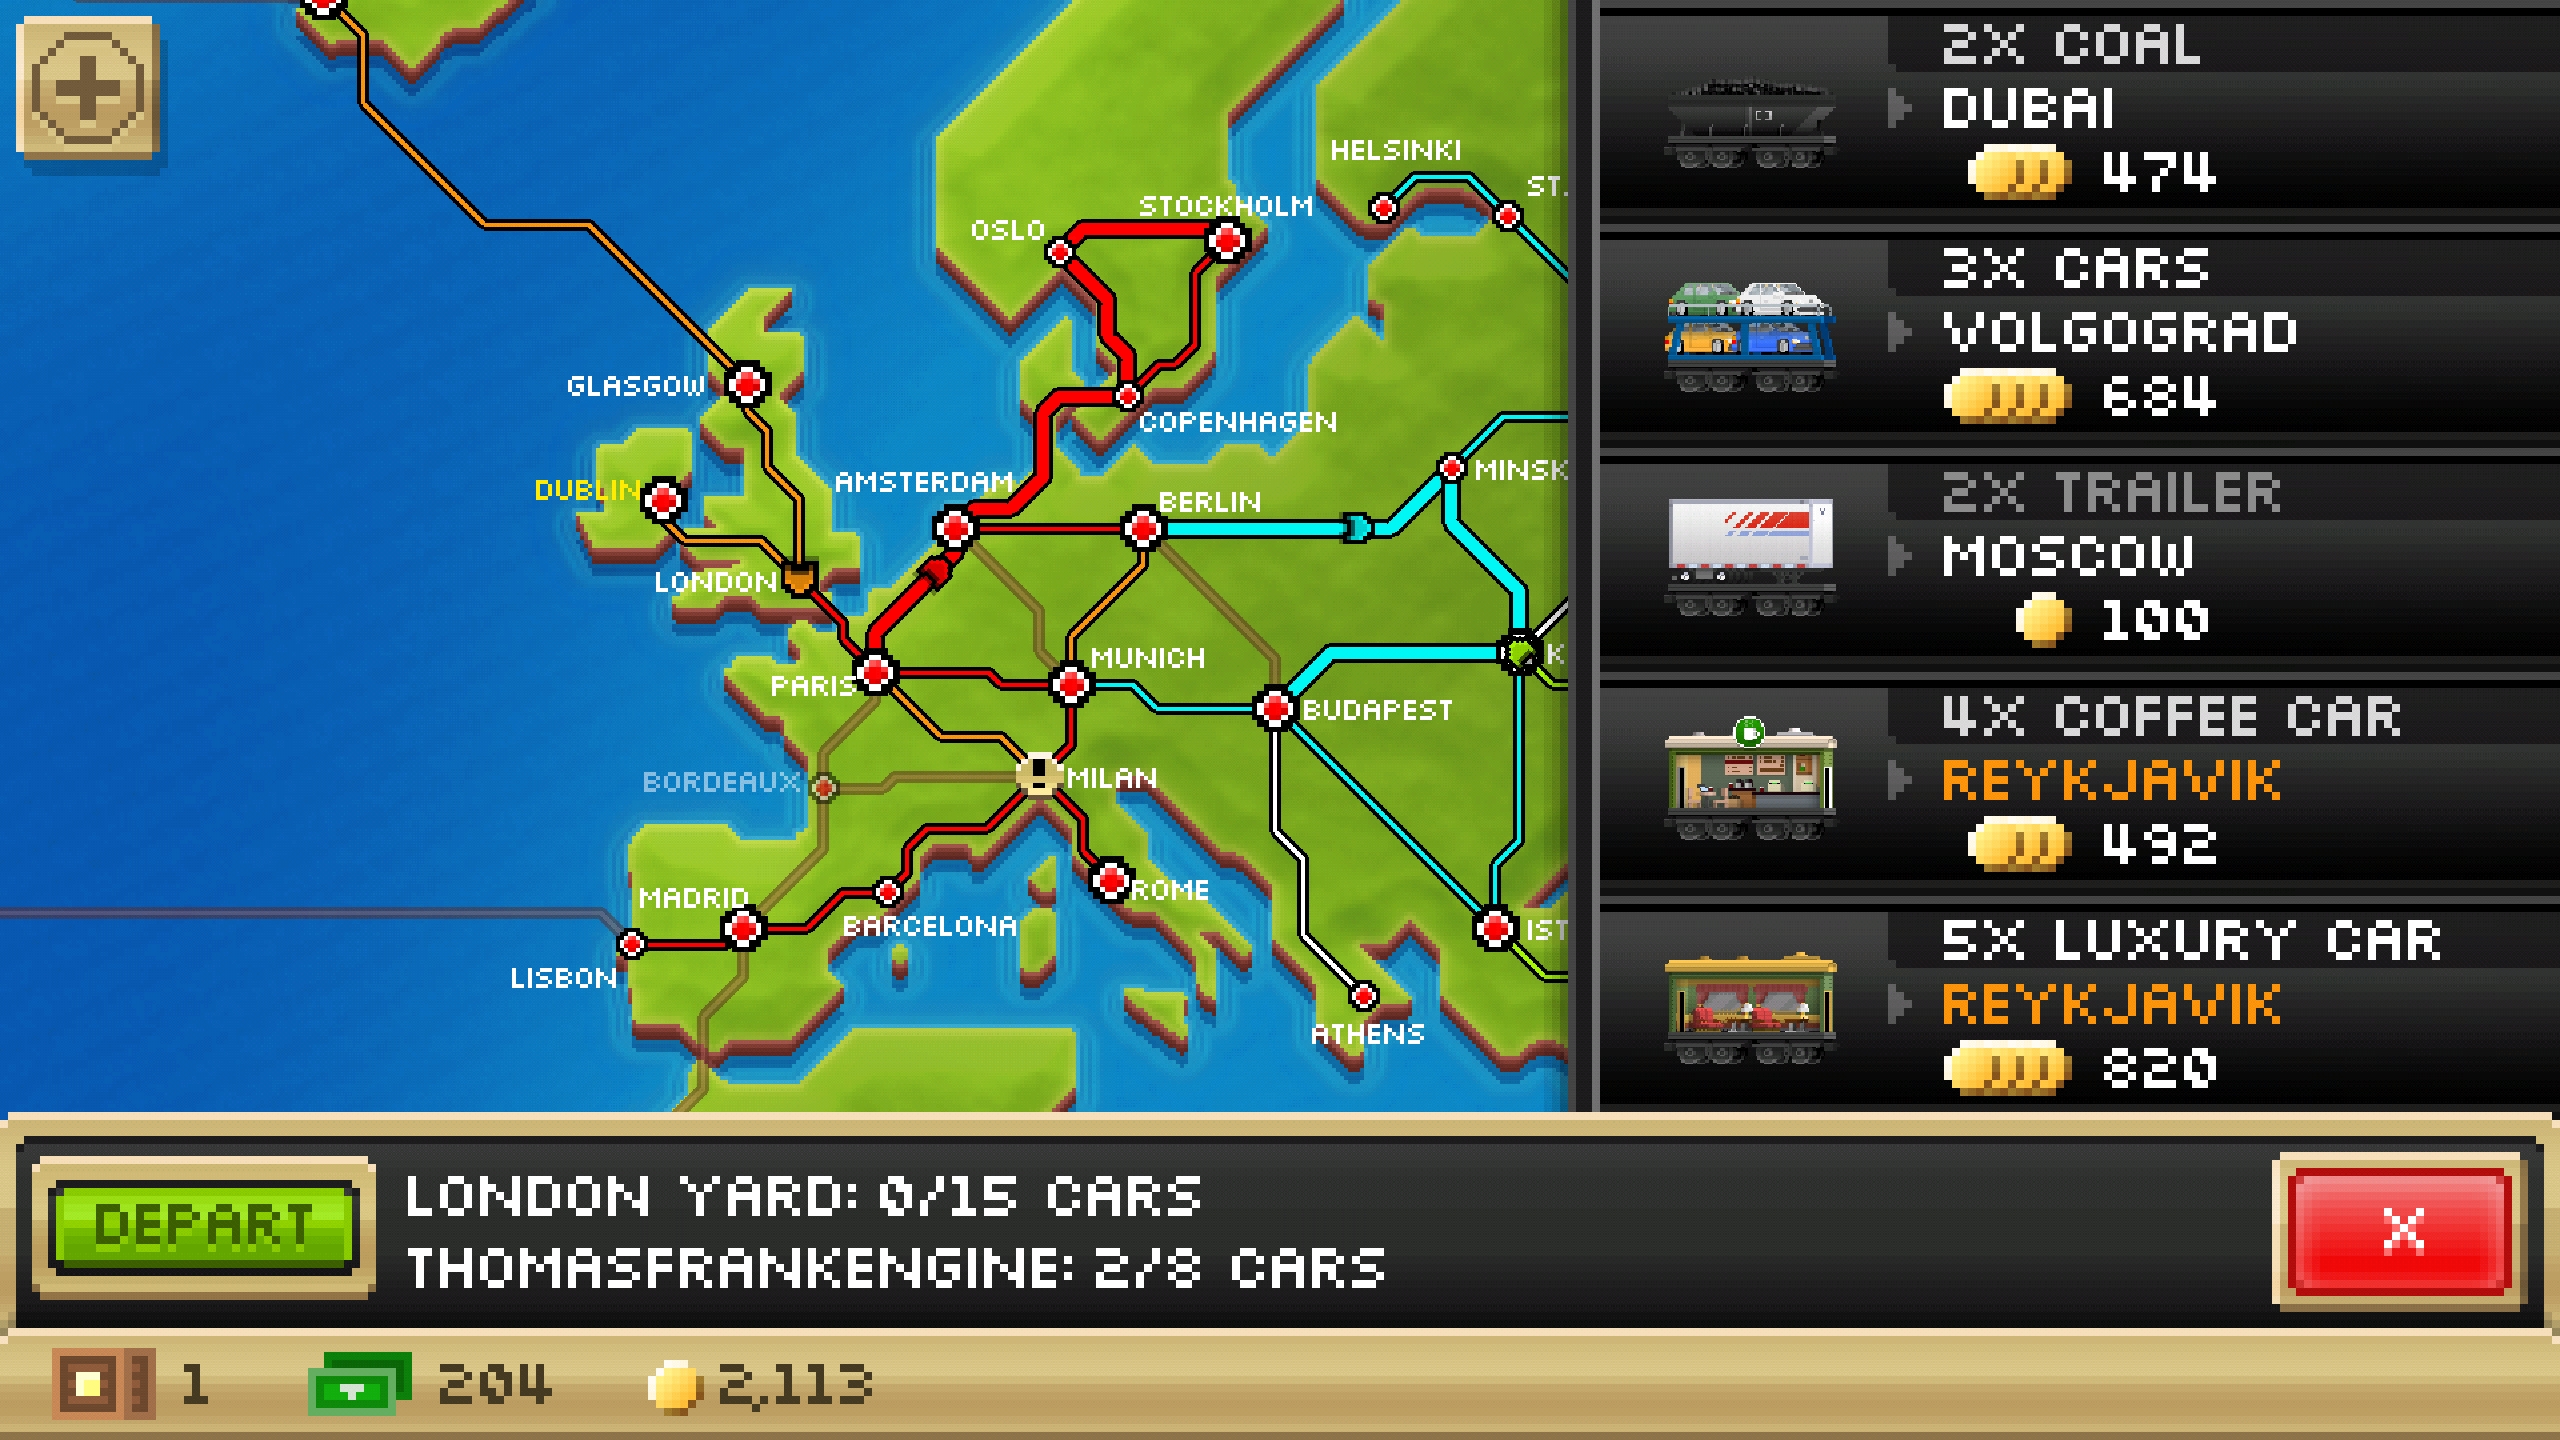 HELSINKI
ST.
STOCKHOLM
OSLO
GLASGOW
COPENHAGEN
MINSK
AMSTERDAM
DUBLIN
BERLIN
LONDON
MUNICH
K
PARIS
BUDAPEST
MILAN
BORDEAUX
ROME
MADRID
BARCELONA
IST
LISBON
ATHENS
2X COAL
DUBAI
474
3X CARS
VOLGOGRAD
684
2X TRAILER
MOSCOW
100
4X COFFEE CAR
REYKJAVIK
492
5X LUXURY CAR
REYKJAVIK
820
DEPART
LONDON YARD: 0/15 CARS
THOMASFRANKENGINE: 2/8 CARS
X
1
204
2,113